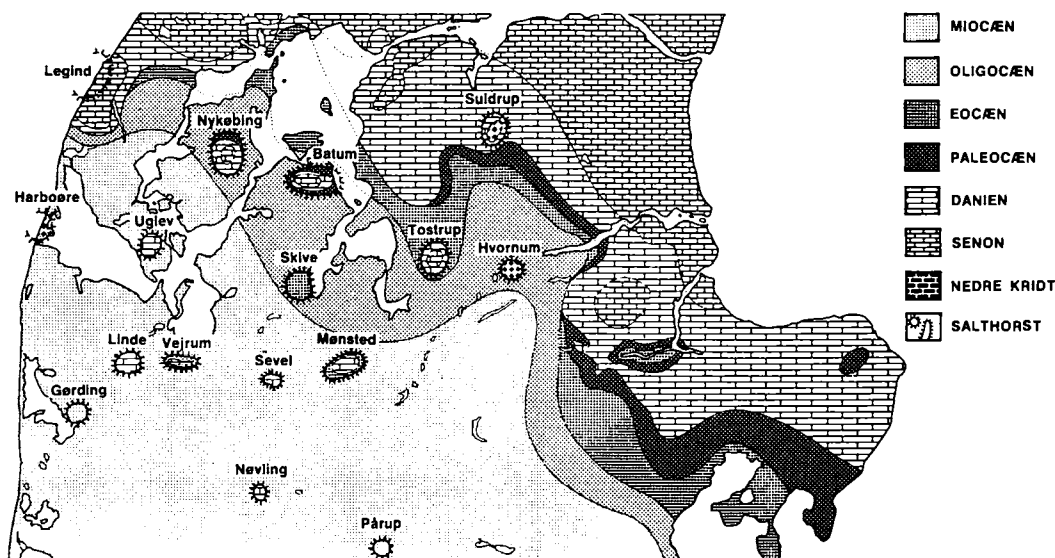 Legind
Suldrup
Nykøbing
Batum
Harboøre
Uglev
Tostrup
Hvornum
Skive
Linde
Vejrum
Mønsted
Sevel
Gørding
Nøvling
Pårup
MIOCÆN
OLIGOCÆN
EOCÆN
PALEOCÆN
DANIEN
SENON
NEDRE KRIDT
SALTHORST